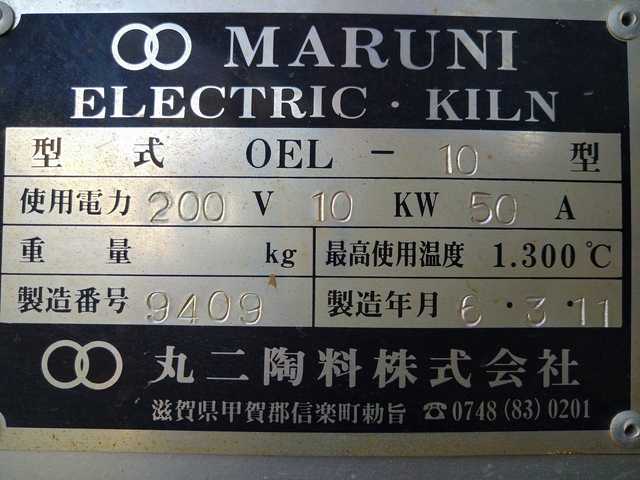 MARUNI
ELECTRIC・KILN
型 式 OEL － 10 型
使用電力 200 V 10 KW 50 A
重 量 kg 最高使用温度 1.300℃
製造番号 9409 製造年月 6・3・11
丸二陶料株式会社
滋賀県甲賀郡信楽町勅旨 ☎0748(83)0201